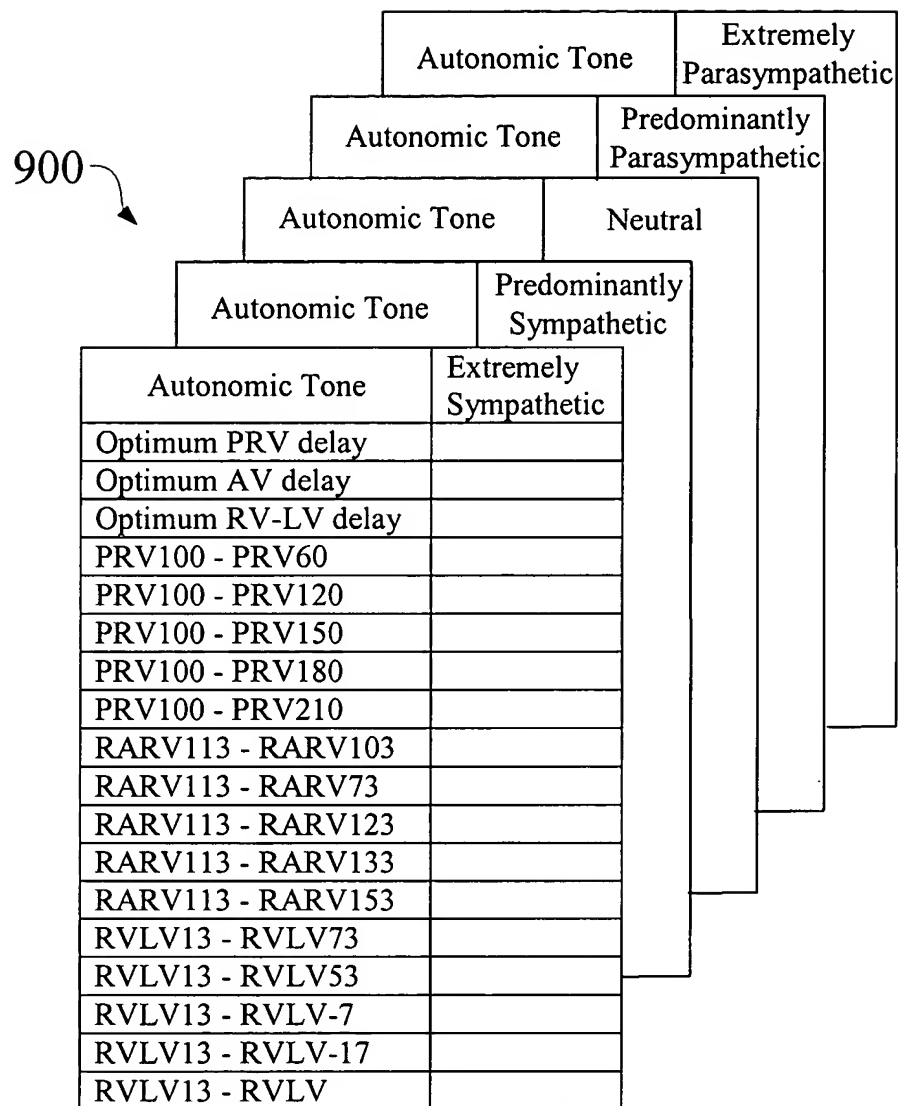 Autonomic Tone
Extremely
Parasympathetic
Autonomic Tone
Predominantly
Parasympathetic
900
Autonomic Tone
Neutral
Autonomic Tone
Predominantly
Sympathetic
Autonomic Tone
Extremely
Sympathetic
Optimum PRV delay
Optimum AV delay
Optimum RV-LV delay
PRV100 - PRV60
PRV100 - PRV120
PRV100 - PRV150
PRV100 - PRV180
PRV100 - PRV210
RARV113 - RARV103
RARV113 - RARV73
RARV113 - RARV123
RARV113 - RARV133
RARV113 - RARV153
RVLV13 - RVLV73
RVLV13 - RVLV53
RVLV13 - RVLV-7
RVLV13 - RVLV-17
RVLV13 - RVLV